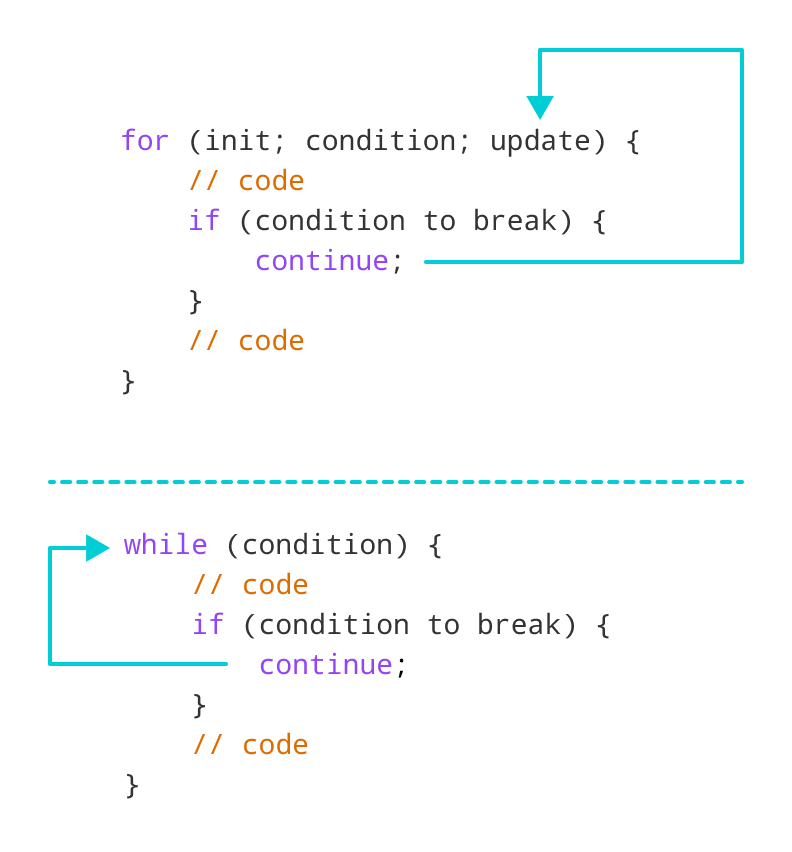 for (init; condition; update) {
// code
if (condition to break) {
continue;
}
// code
}
while (condition) {
// code
if (condition to break) {
continue;
}
// code
}